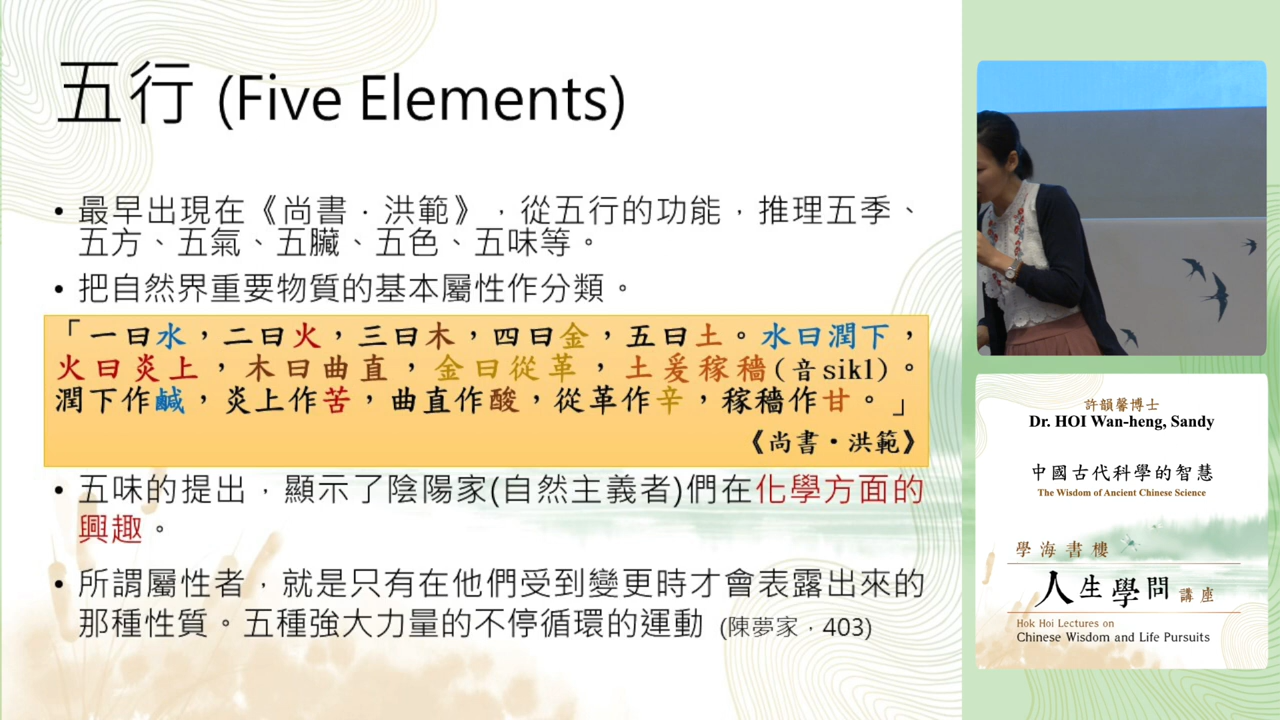 五行 (Five Elements)
• 最早出現在《尚書．洪範》，從五行的功能，推理五季、
五方、五氣、五臟、五色、五味等。
• 把自然界重要物質的基本屬性作分類。
「一曰水，二曰火，三曰木，四曰金，五曰土。水曰潤下，
火曰炎上，木曰曲直，金曰從革，土爰稼穡(音sikl)。
潤下作鹹，炎上作苦，曲直作酸，從革作辛，稼穡作甘。」
《尚書·洪範》
• 五味的提出，顯示了陰陽家(自然主義者)們在化學方面的
興趣。
• 所謂屬性者，就是只有在他們受到變更時才會表露出來的
那種性質。五種強大力量的不停循環的運動 (陳夢家，403)
許韻馨博士
Dr. HOI Wan-heng, Sandy
中國古代科學的智慧
The Wisdom of Ancient Chinese Science
學海書樓
人生學問講座
Hok Hoi Lectures on
Chinese Wisdom and Life Pursuits